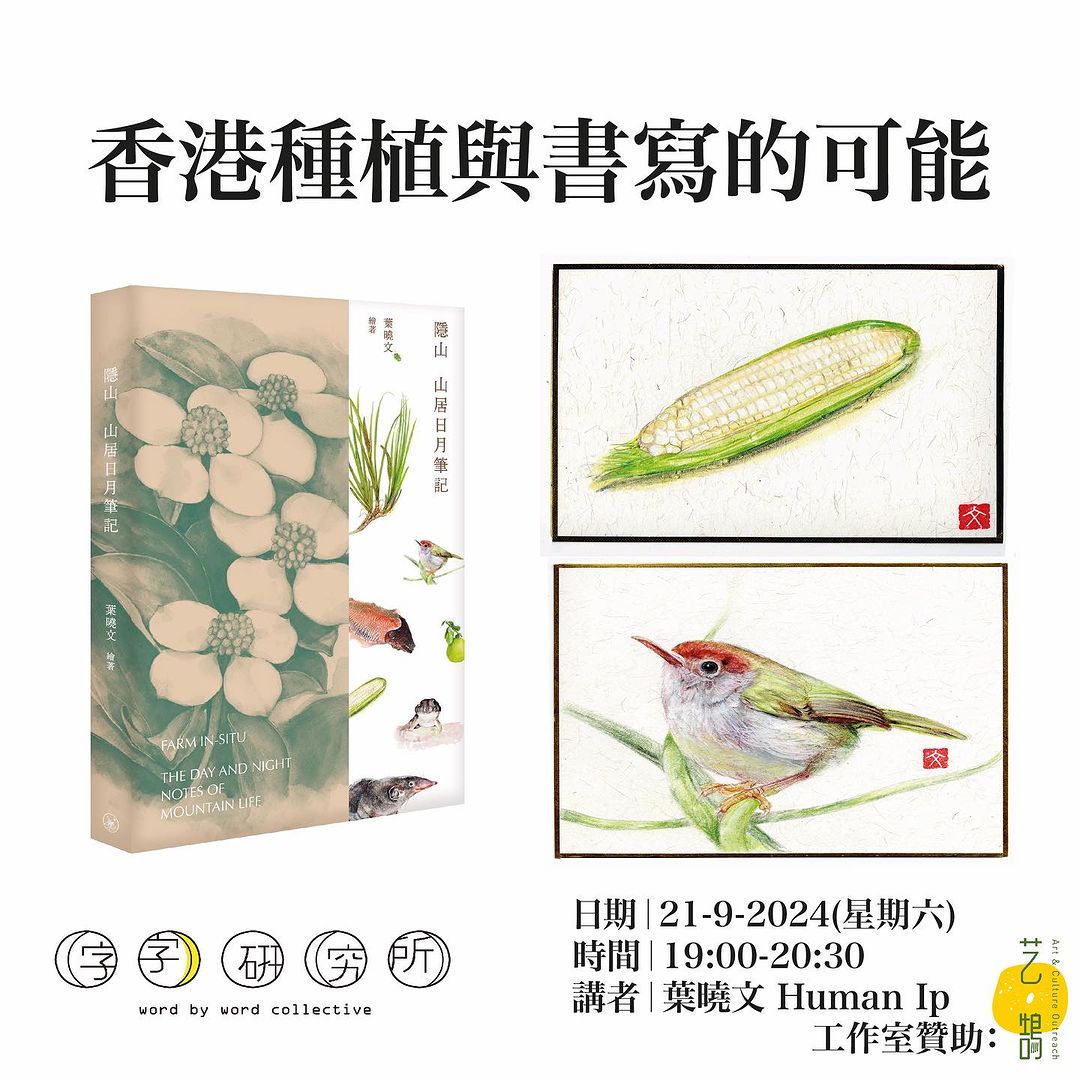 香港種植與書寫的可能
隱山 山居日月筆記
葉曉文 繪著
FARM IN-SITU
THE DAY AND NIGHT
NOTES OF
MOUNTAIN LIFE
隱山 山居日月筆記
葉曉文
繪著
文
文
字字研究所
word by word collective
日期|21-9-2024(星期六)
時間|19:00-20:30
講者|葉曉文 Human Ip
工作室贊助:
艺·鵠
Art & Culture Outreach